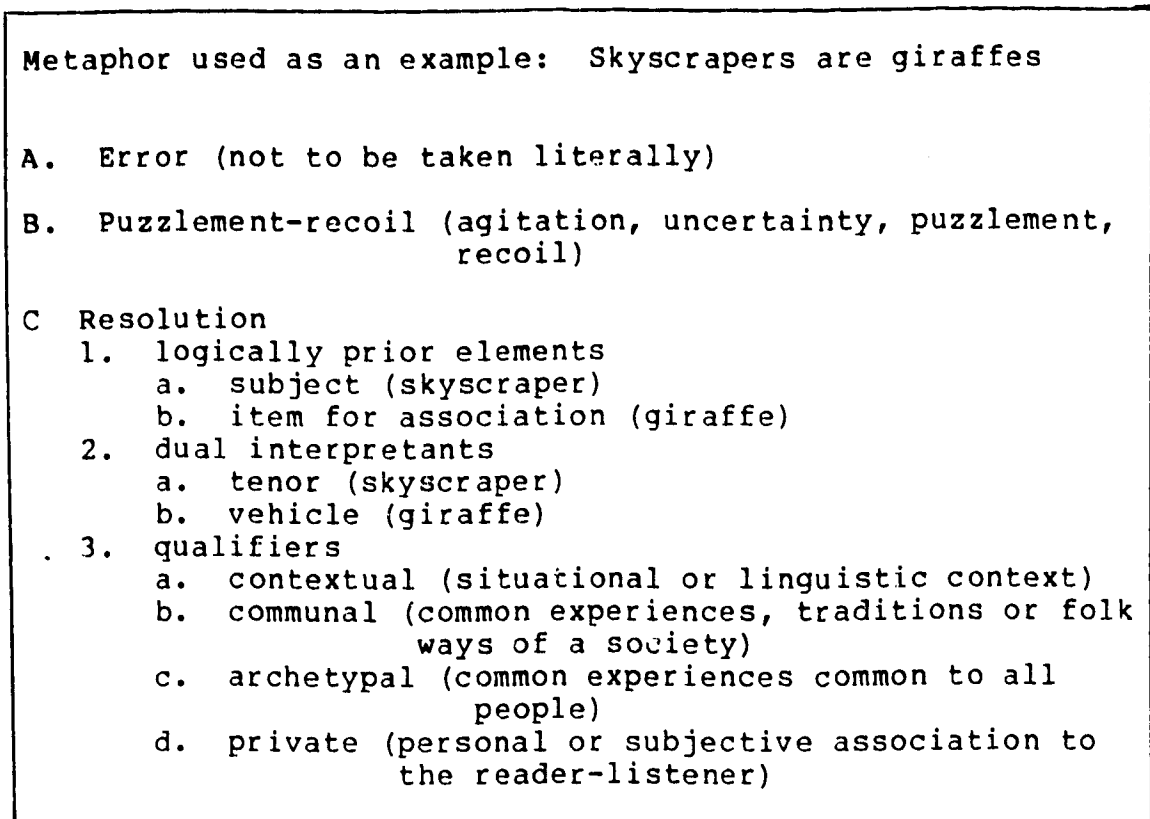 Metaphor used as an example: Skyscrapers are giraffes
A. Error (not to be taken literally)
B. Puzzlement-recoil (agitation, uncertainty, puzzlement,
recoil)
C Resolution
1. logically prior elements
a. subject (skyscraper)
b. item for association (giraffe)
2. dual interpretants
a. tenor (skyscraper)
b. vehicle (giraffe)
. 3. qualifiers
a. contextual (situational or linguistic context)
b. communal (common experiences, traditions or folk
ways of a society)
c. archetypal (common experiences common to all
people)
d. private (personal or subjective association to
the reader-listener)